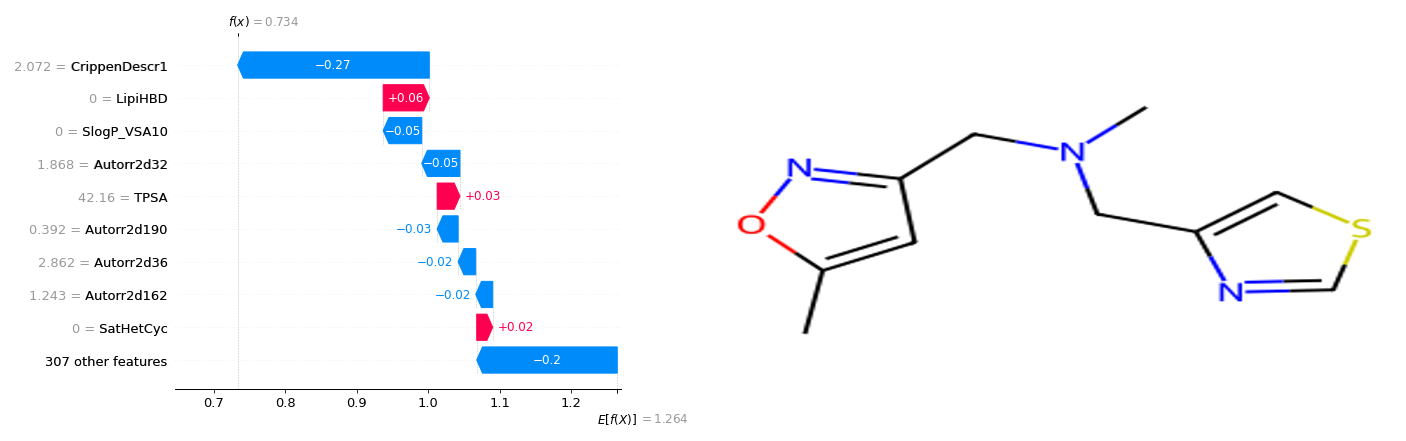 f(x) = 0.734
2.072 = CrippenDescr1
−0.27
0 = LipiHBD
+0.06
0 = SlogP_VSA10
−0.05
1.868 = Autorr2d32
−0.05
42.16 = TPSA
+0.03
0.392 = Autorr2d190
−0.03
2.862 = Autorr2d36
−0.02
1.243 = Autorr2d162
−0.02
0 = SatHetCyc
+0.02
307 other features
−0.2
0.7 0.8 0.9 1.0 1.1 1.2
E[f(X)] = 1.264
N
N
O
S
N